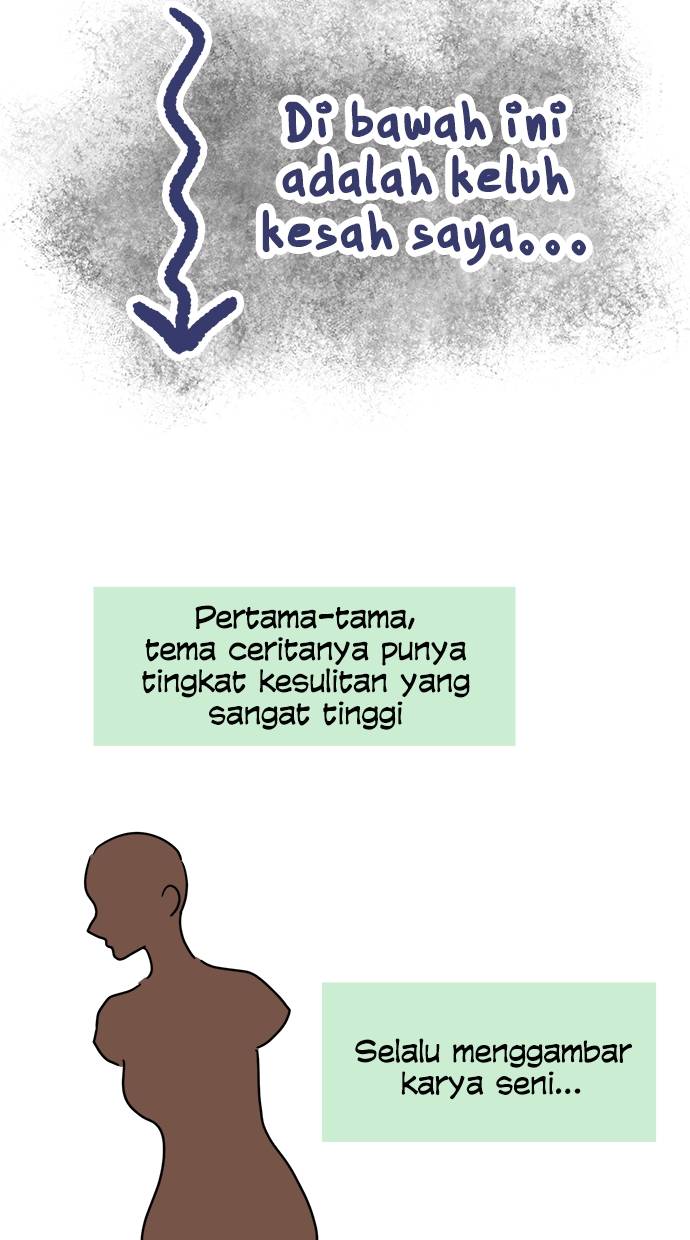 Di bawah ini
adalah keluh
kesah saya...
Pertama-tama,
tema ceritanya punya
tingkat kesulitan yang
sangat tinggi
Selalu menggambar
karya seni...